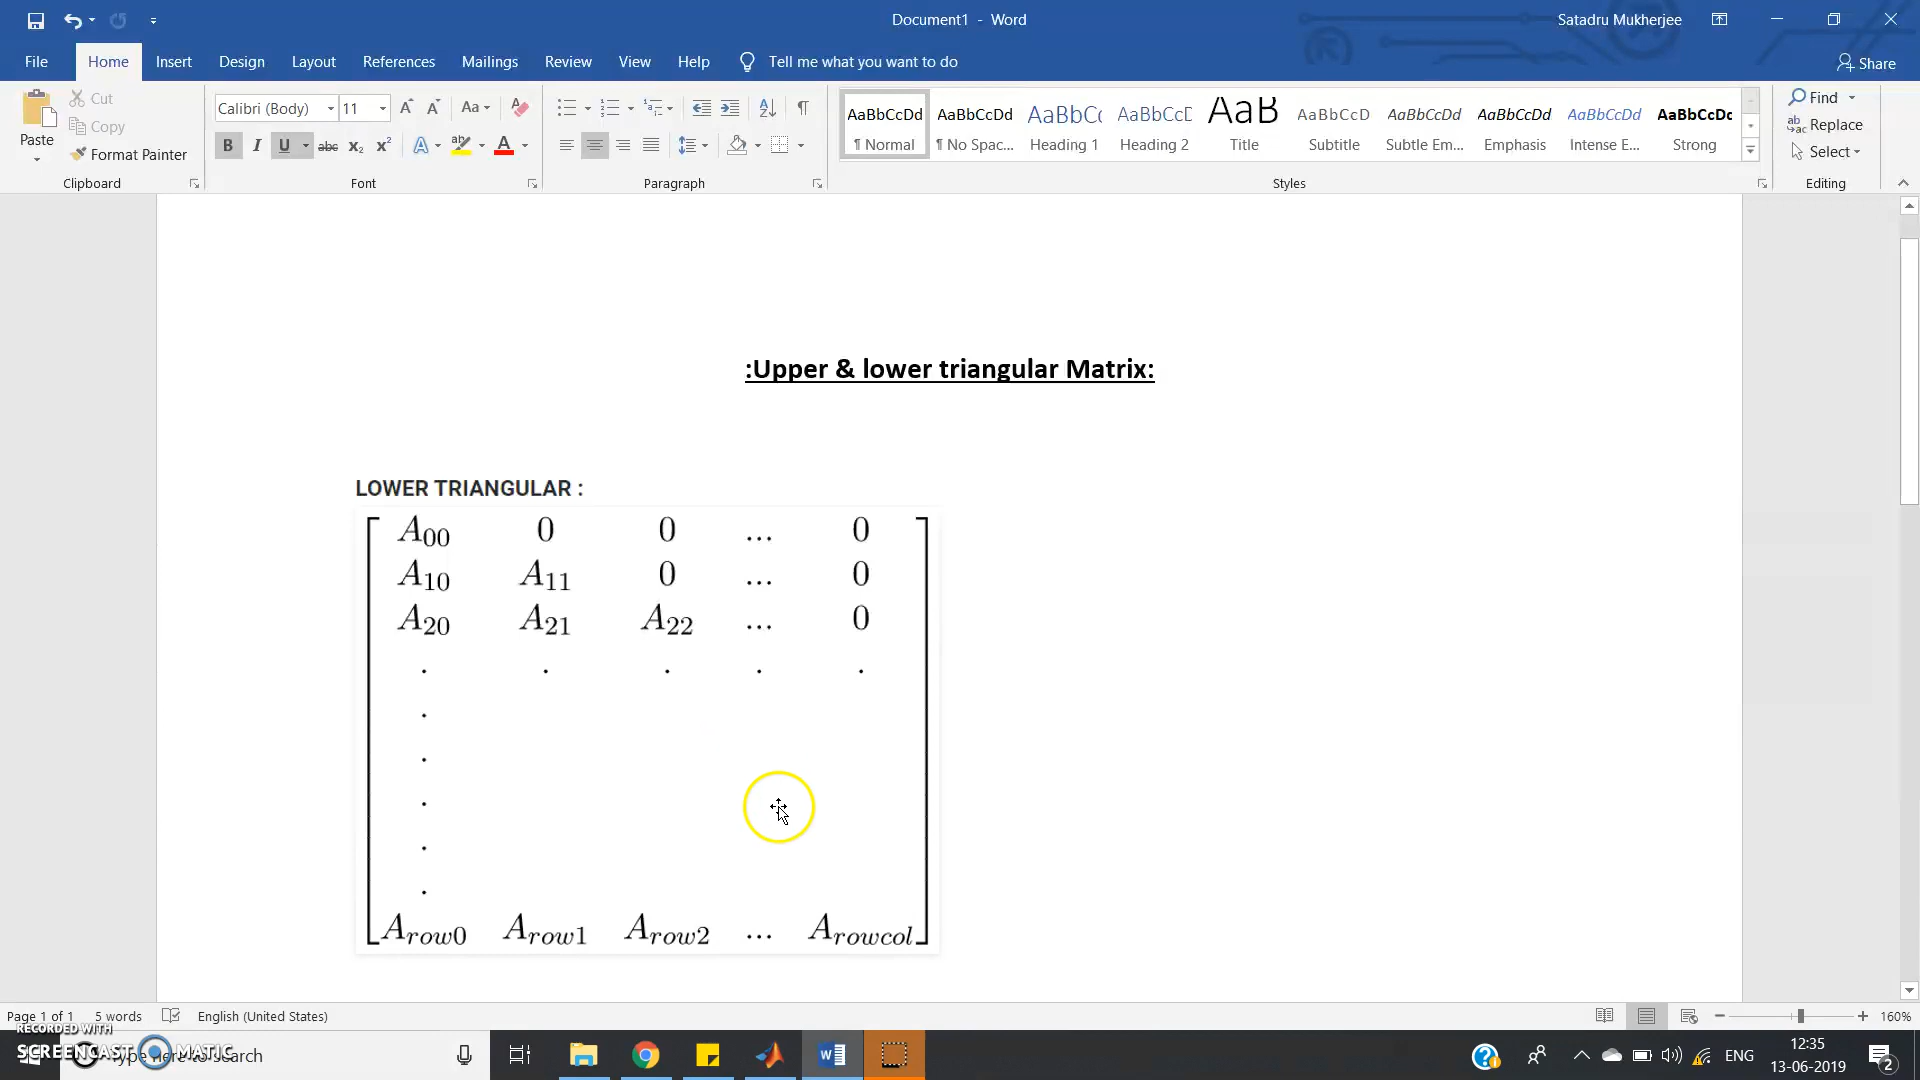 Document1 - Word
Satadru Mukherjee
File Home Insert Design Layout References Mailings Review View Help Tell me what you want to do
Share
Paste
Cut
Copy
Format Painter
Clipboard
Calibri (Body) 11
Font
Paragraph
AaBbCcDd AaBbCcDd AaBbCc AaBbCcD AaB AaBbCcD AaBbCcDd AaBbCcDd AaBbCcDd AaBbCcDc
¶ Normal ¶ No Spac... Heading 1 Heading 2 Title Subtitle Subtle Em... Emphasis Intense E... Strong
Styles
Find
Replace
Select
Editing
:Upper & lower triangular Matrix:
LOWER TRIANGULAR :
A00 0 0 ... 0
A10 A11 0 ... 0
A20 A21 A22 ... 0
. . . . .
.
.
.
.
.
Arow0 Arow1 Arow2 ... Arowcol
Page 1 of 1 5 words English (United States)
160%
RECORDED WITH
SCREENCAST MATIC
Type here to search
ENG
12:35
13-06-2019
2